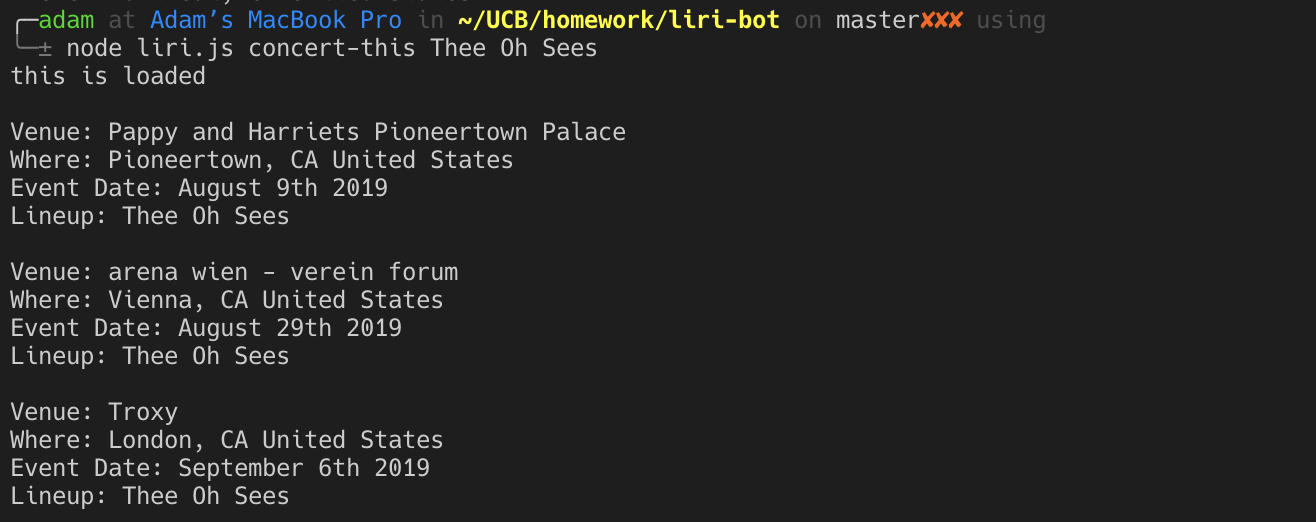 adam at Adam’s MacBook Pro in ~/UCB/homework/liri-bot on master✘✘✘ using
± node liri.js concert-this Thee Oh Sees
this is loaded
Venue: Pappy and Harriets Pioneertown Palace
Where: Pioneertown, CA United States
Event Date: August 9th 2019
Lineup: Thee Oh Sees
Venue: arena wien - verein forum
Where: Vienna, CA United States
Event Date: August 29th 2019
Lineup: Thee Oh Sees
Venue: Troxy
Where: London, CA United States
Event Date: September 6th 2019
Lineup: Thee Oh Sees